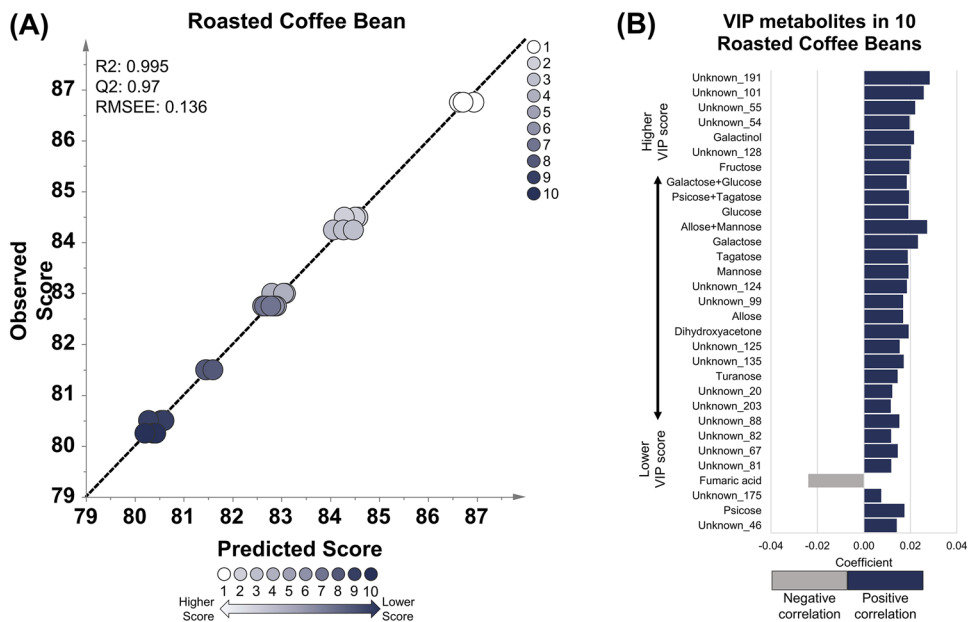 (A)
Roasted Coffee Bean
R2: 0.995
Q2: 0.97
RMSEE: 0.136
87
86
85
84
83
82
81
80
79
Observed
Score
79 80 81 82 83 84 85 86 87
Predicted Score
1
2
3
4
5
6
7
8
9
10
1 2 3 4 5 6 7 8 9 10
Higher
Score
Lower
Score
(B)
VIP metabolites in 10
Roasted Coffee Beans
Higher
VIP score
Lower
VIP score
Unknown_191
Unknown_101
Unknown_55
Unknown_54
Galactinol
Unknown_128
Fructose
Galactose+Glucose
Psicose+Tagatose
Glucose
Allose+Mannose
Galactose
Tagatose
Mannose
Unknown_124
Unknown_99
Allose
Dihydroxyacetone
Unknown_125
Unknown_135
Turanose
Unknown_20
Unknown_203
Unknown_88
Unknown_82
Unknown_67
Unknown_81
Fumaric acid
Unknown_175
Psicose
Unknown_46
-0.04 -0.02 0.00 0.02 0.04
Coefficient
Negative
correlation
Positive
correlation